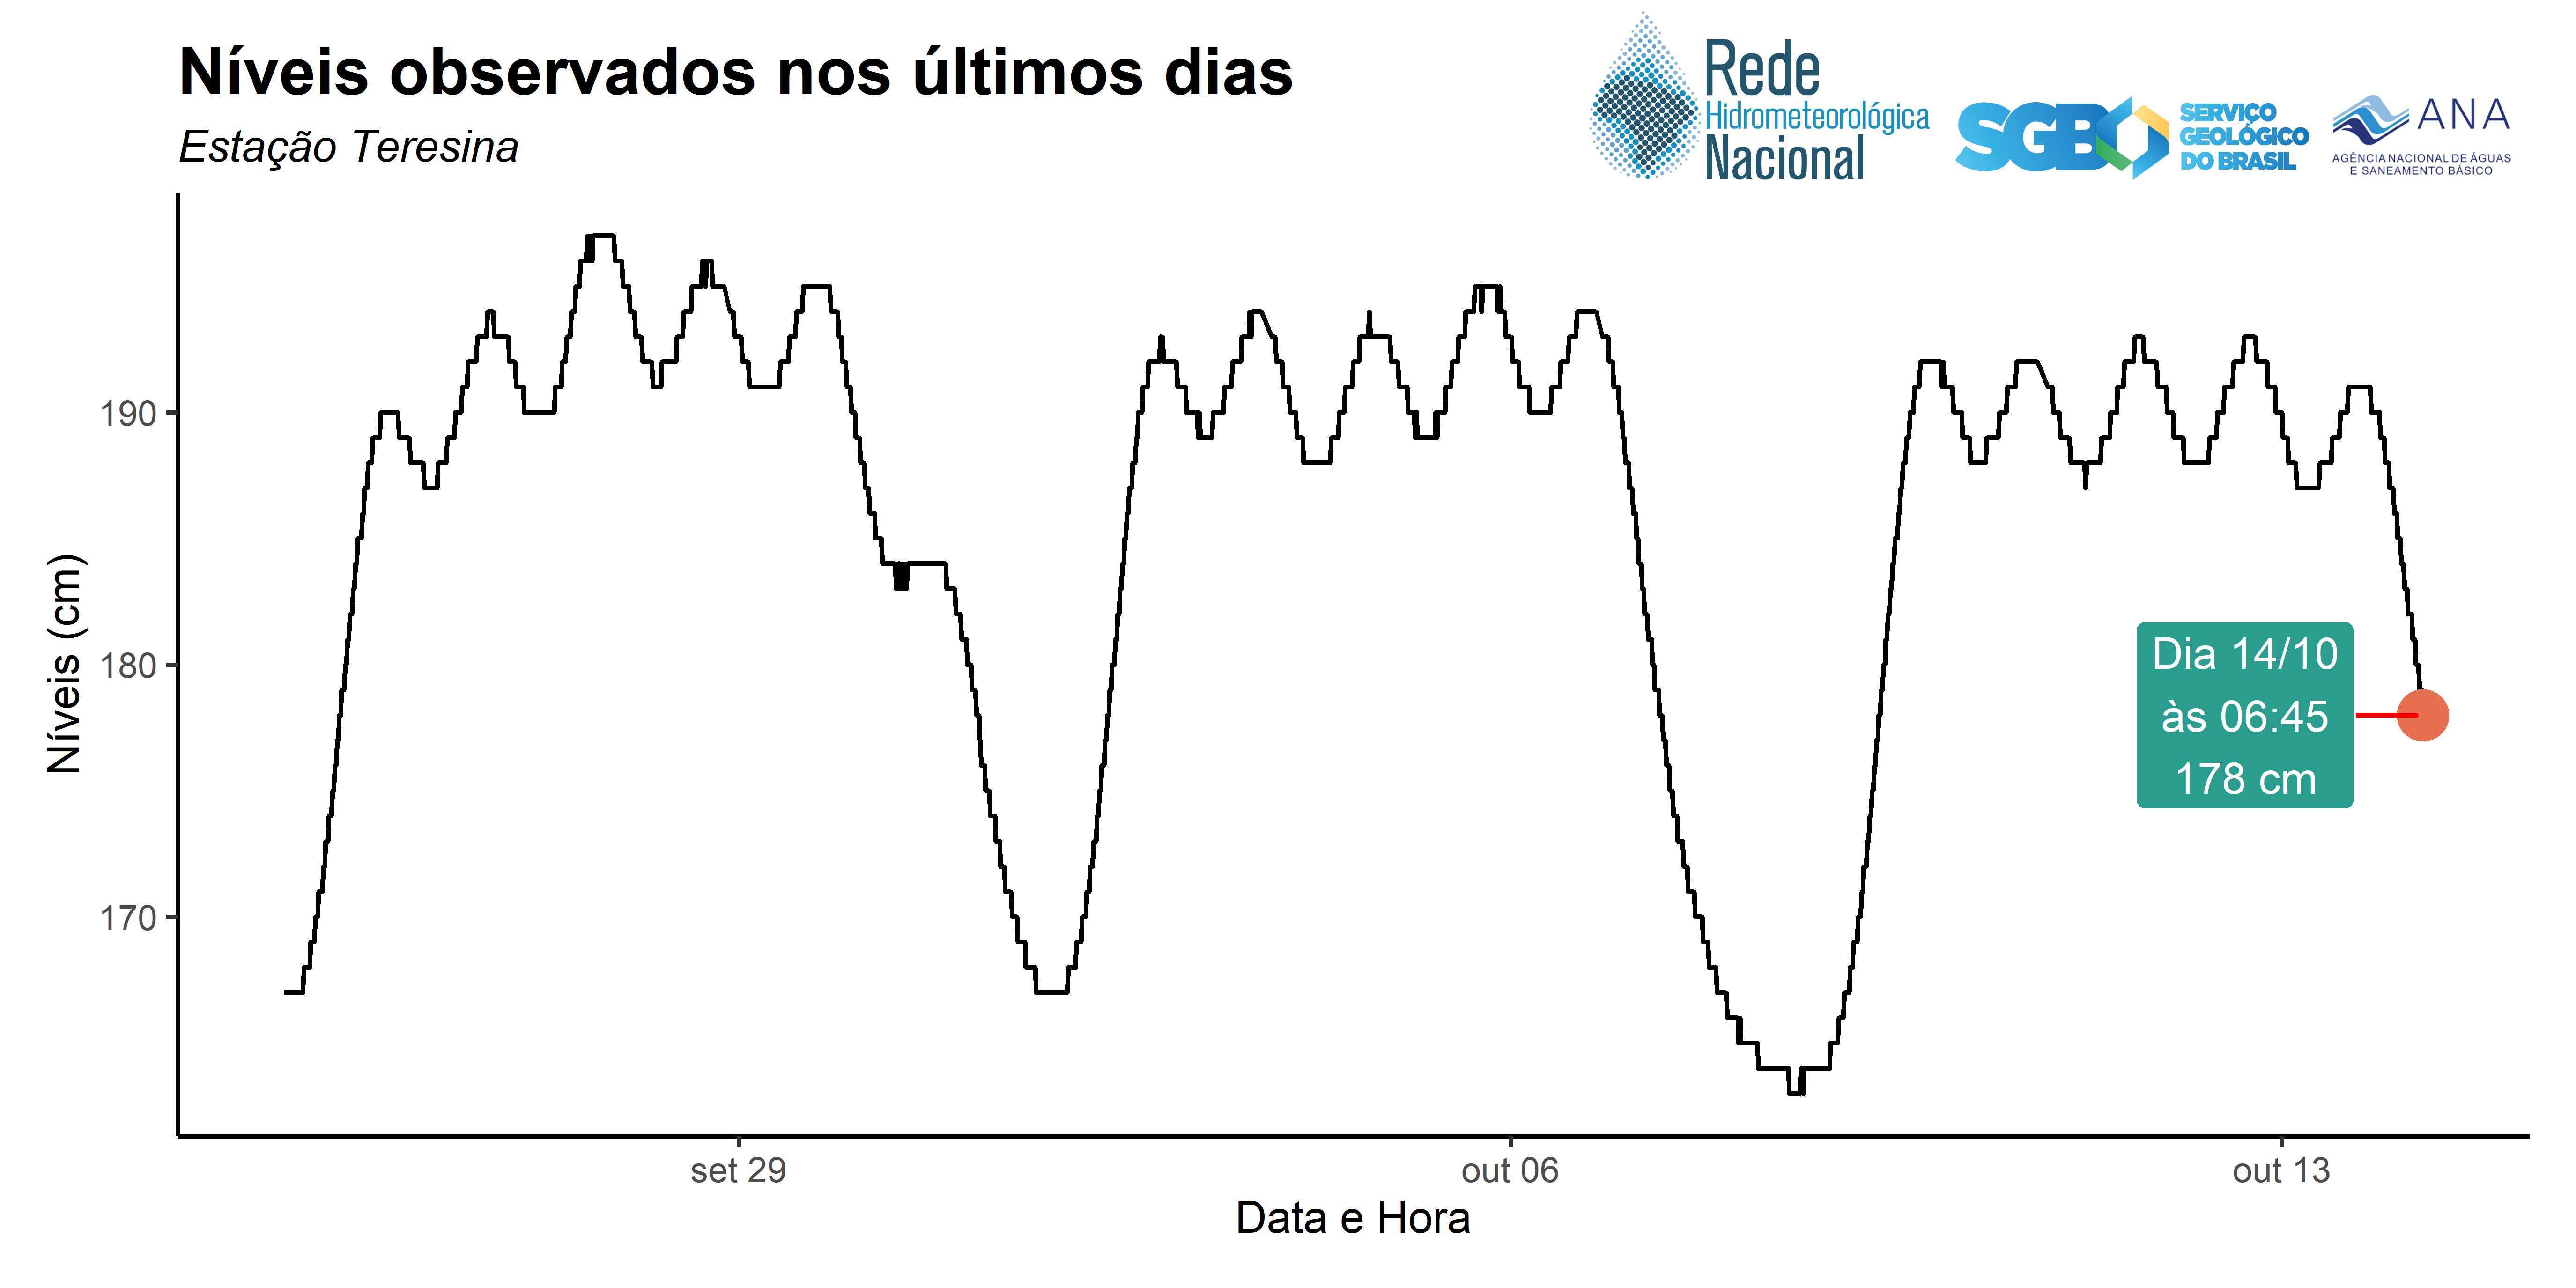 Níveis observados nos últimos dias
Estação Teresina
Rede
Hidrometeorológica
Nacional
SGB
SERVIÇO
GEOLÓGICO
DO BRASIL
ANA
AGÊNCIA NACIONAL DE ÁGUAS
E SANEAMENTO BÁSICO
Níveis (cm)
190
180
170
Dia 14/10
às 06:45
178 cm
set 29
out 06
out 13
Data e Hora